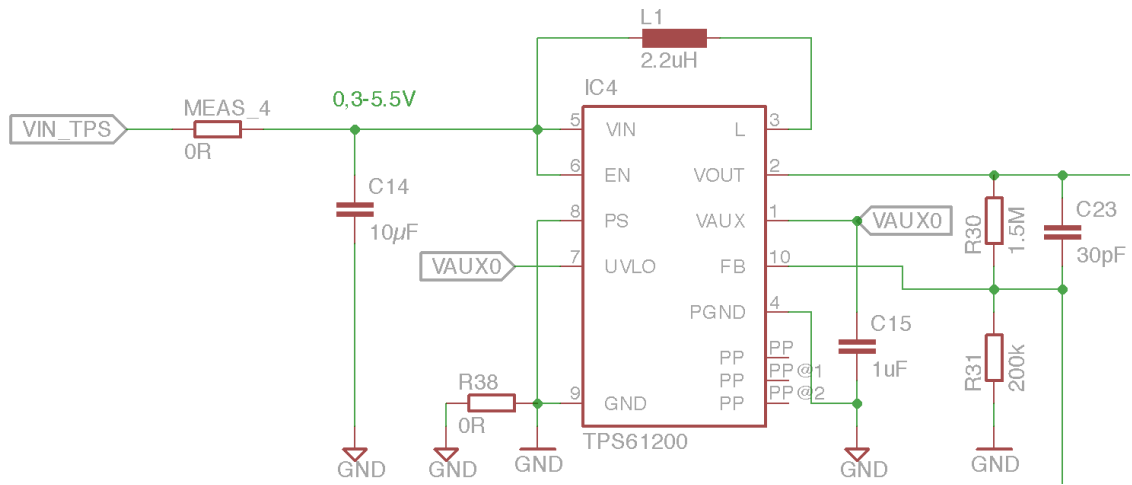 L1
2.2uH
IC4
MEAS_4
0,3-5.5V
VIN_TPS
0R
5
VIN
L
3
6
EN
VOUT
2
C14
10µF
8
PS
VAUX
1
VAUX0
R30
1.5M
C23
30pF
VAUX0
7
UVLO
FB
10
PGND
4
C15
1uF
PP
PP
PP
PP@1
PP
PP@2
R31
200k
R38
0R
9
GND
TPS61200
GND
GND
GND
GND
GND